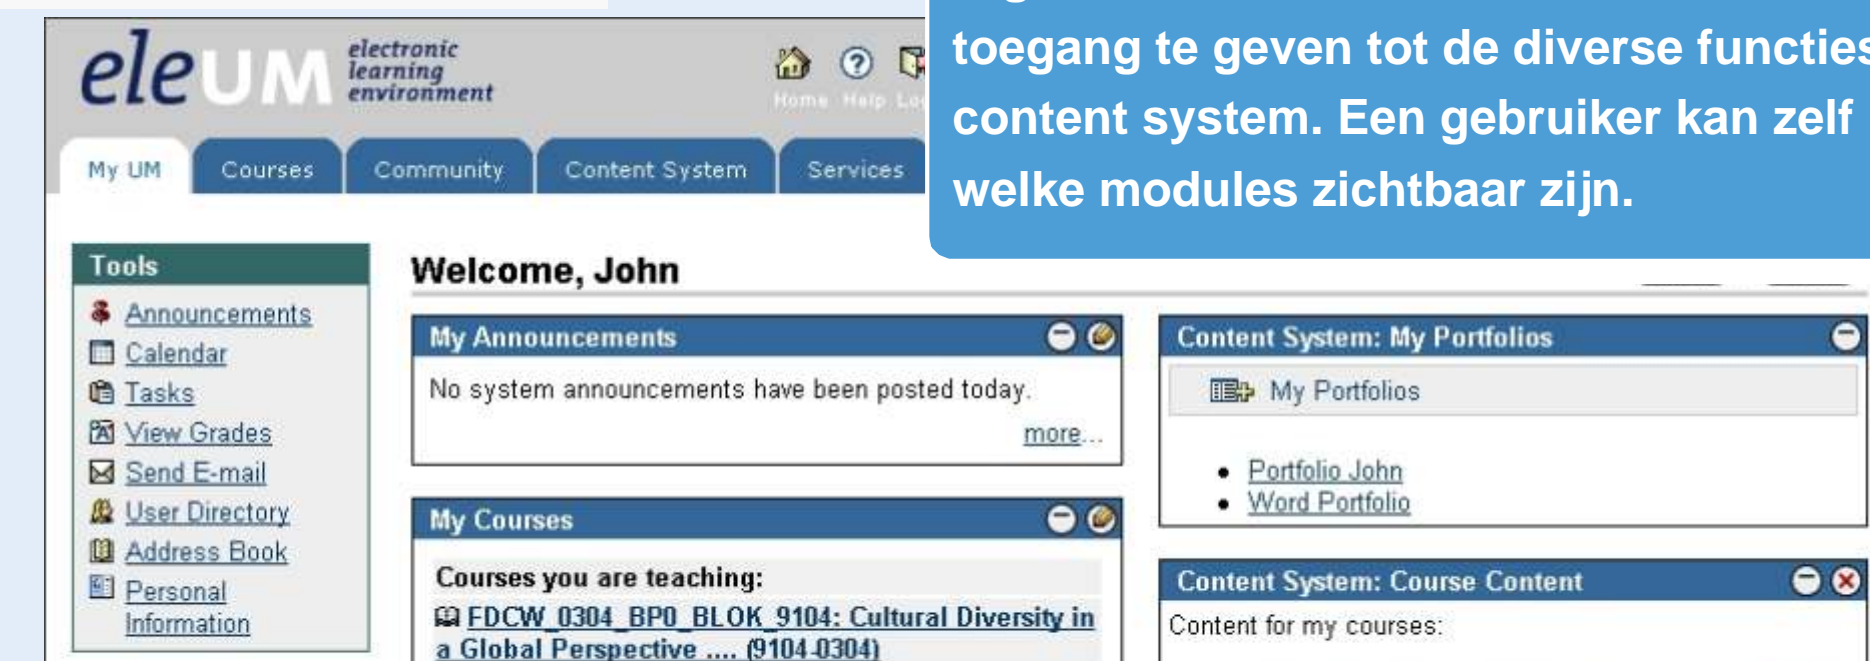 eleUM
electronic
learning
environment
Home Help
toegang te geven tot de diverse functies
content system. Een gebruiker kan zelf
welke modules zichtbaar zijn.
My UM
Courses
Community
Content System
Services
Tools
Announcements
Calendar
Tasks
View Grades
Send E-mail
User Directory
Address Book
Personal
Information
Welcome, John
My Announcements
No system announcements have been posted today.
more...
My Courses
Courses you are teaching:
FDCW_0304_BP0_BLOK_9104: Cultural Diversity in
a Global Perspective .... (9104-0304)
Content System: My Portfolios
My Portfolios
Portfolio John
Word Portfolio
Content System: Course Content
Content for my courses: